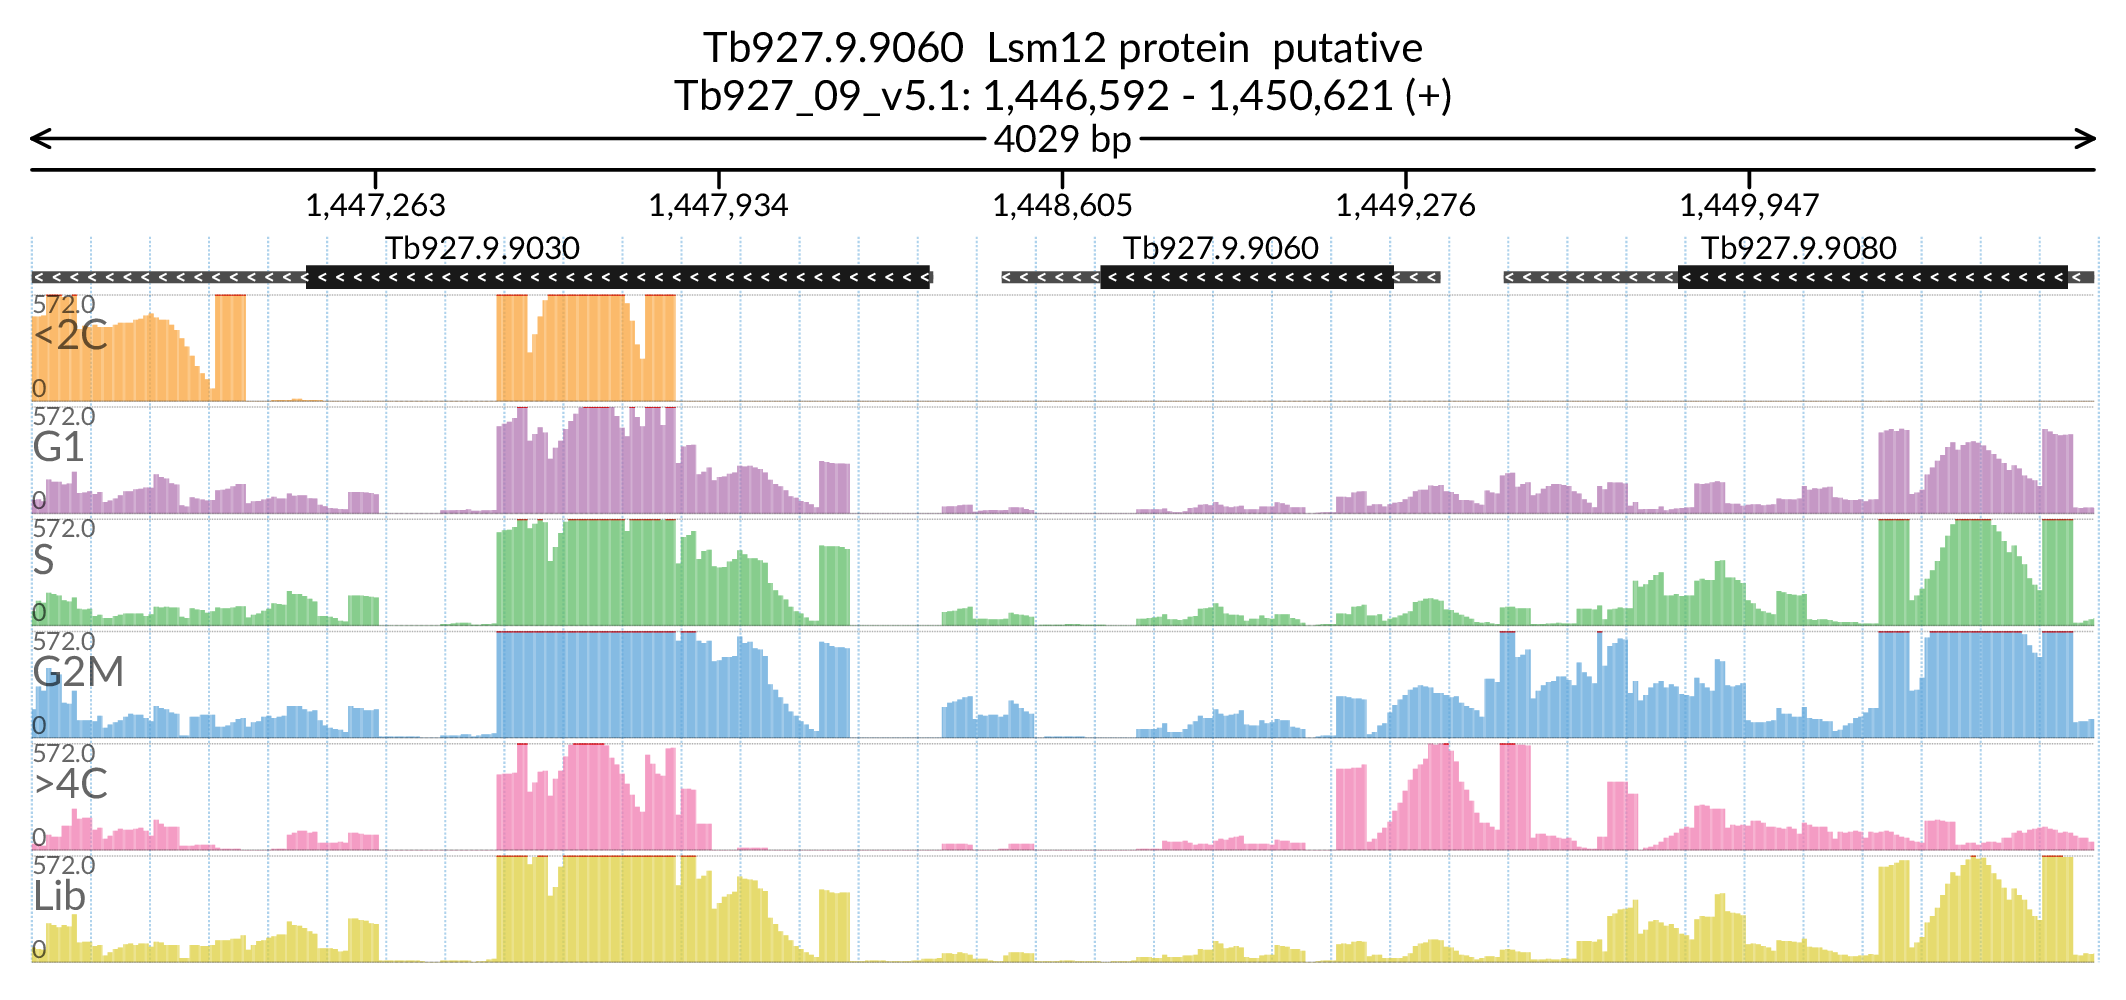 Tb927.9.9060  Lsm12 protein  putative
Tb927_09_v5.1: 1,446,592 - 1,450,621 (+)
4029 bp
1,447,263 1,447,934 1,448,605 1,449,276 1,449,947
Tb927.9.9030 Tb927.9.9060 Tb927.9.9080
572.0
<2C
0
572.0
G1
0
572.0
S
0
572.0
G2M
0
572.0
>4C
0
572.0
Lib
0